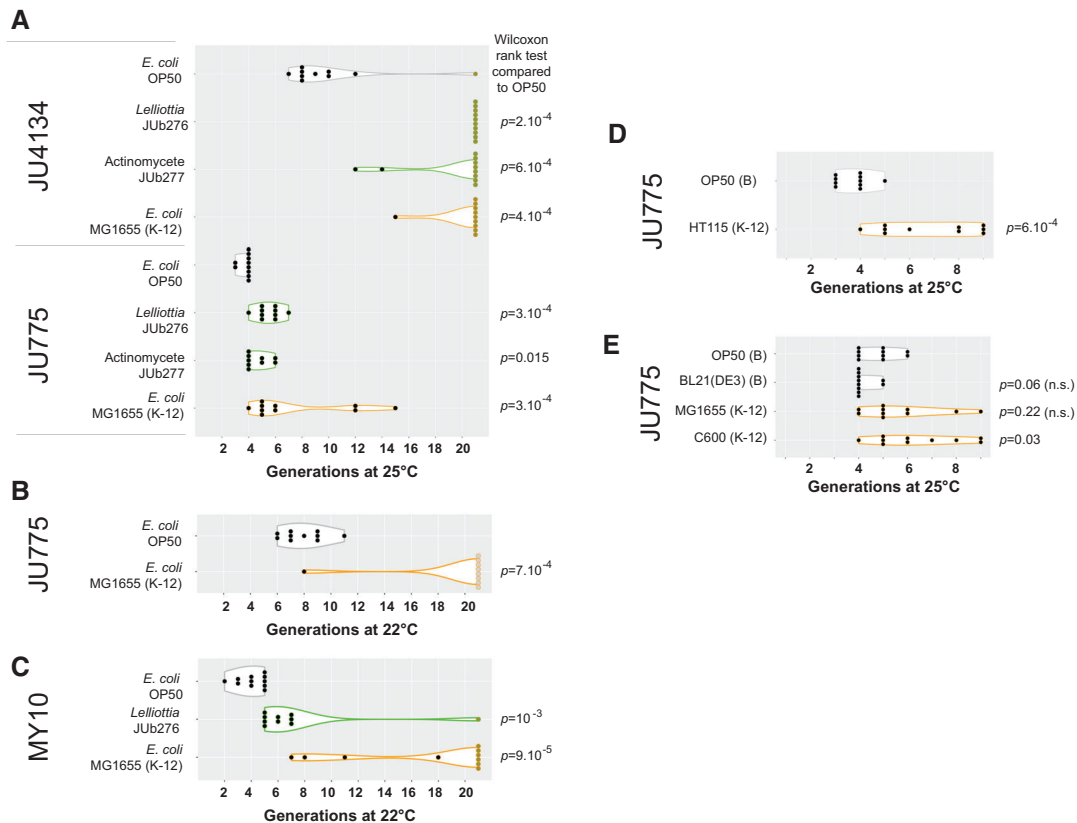 A
Wilcoxon
rank test
compared
to OP50
JU4134
E. coli
OP50
Lelliottia
JUb276
p=2.10-4
Actinomycete
JUb277
p=6.10-4
E. coli
MG1655 (K-12)
p=4.10-4
JU775
E. coli
OP50
Lelliottia
JUb276
p=3.10-4
Actinomycete
JUb277
p=0.015
E. coli
MG1655 (K-12)
p=3.10-4
2 4 6 8 10 12 14 16 18 20
Generations at 25°C
B
JU775
E. coli
OP50
E. coli
MG1655 (K-12)
p=7.10-4
2 4 6 8 10 12 14 16 18 20
Generations at 22°C
C
MY10
E. coli
OP50
Lelliottia
JUb276
p=10-3
E. coli
MG1655 (K-12)
p=9.10-5
2 4 6 8 10 12 14 16 18 20
Generations at 22°C
D
JU775
OP50 (B)
HT115 (K-12)
p=6.10-4
2 4 6 8
Generations at 25°C
E
JU775
OP50 (B)
BL21(DE3) (B)
p=0.06 (n.s.)
MG1655 (K-12)
p=0.22 (n.s.)
C600 (K-12)
p=0.03
2 4 6 8
Generations at 25°C